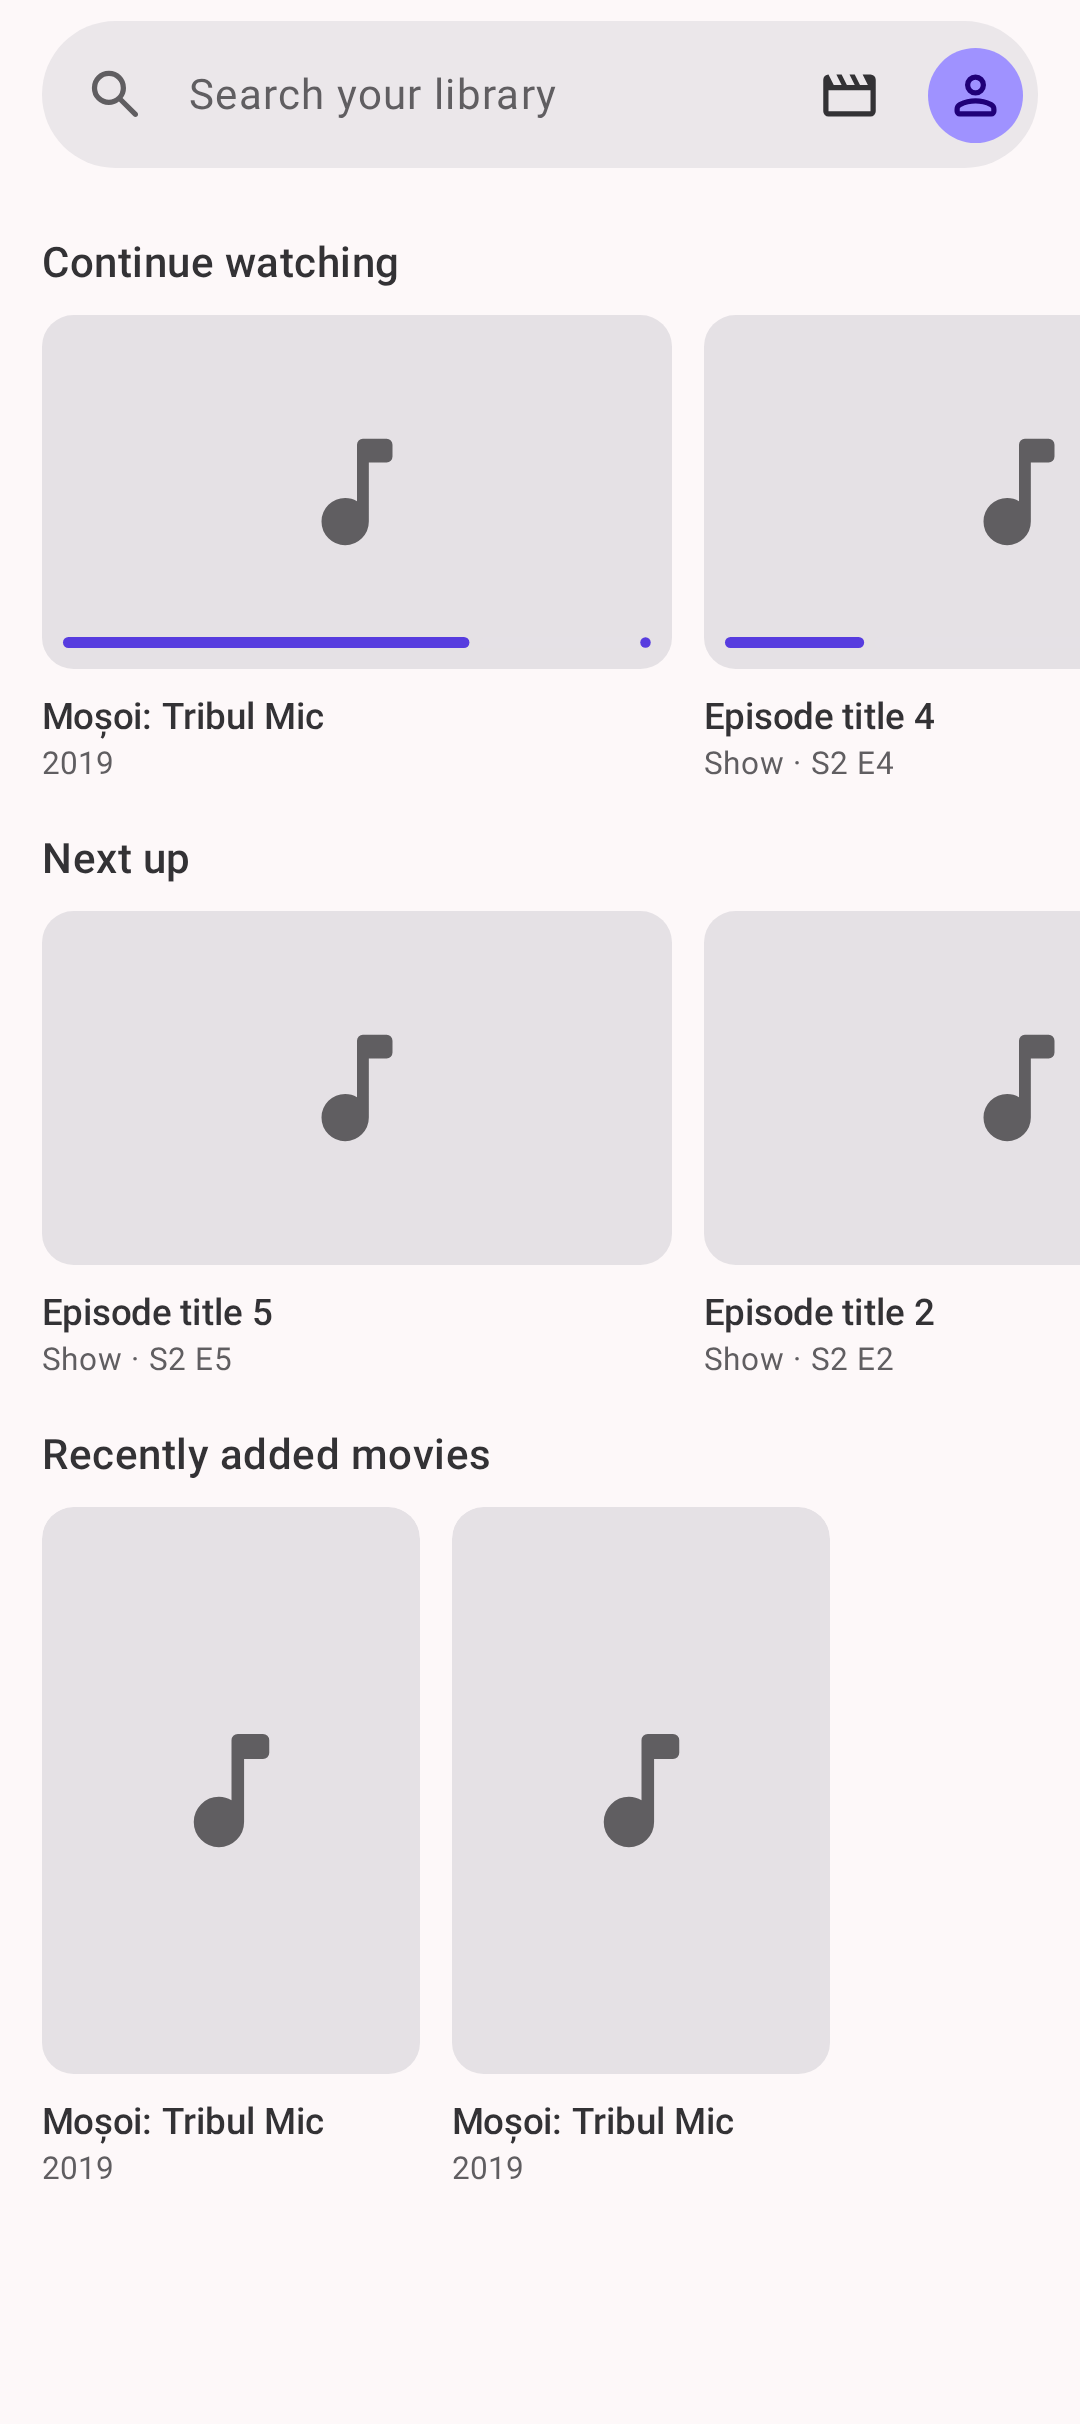 Search your library
Continue watching
Moșoi: Tribul Mic
2019
Episode title 4
Show · S2 E4
Next up
Episode title 5
Show · S2 E5
Episode title 2
Show · S2 E2
Recently added movies
Moșoi: Tribul Mic
2019
Moșoi: Tribul Mic
2019